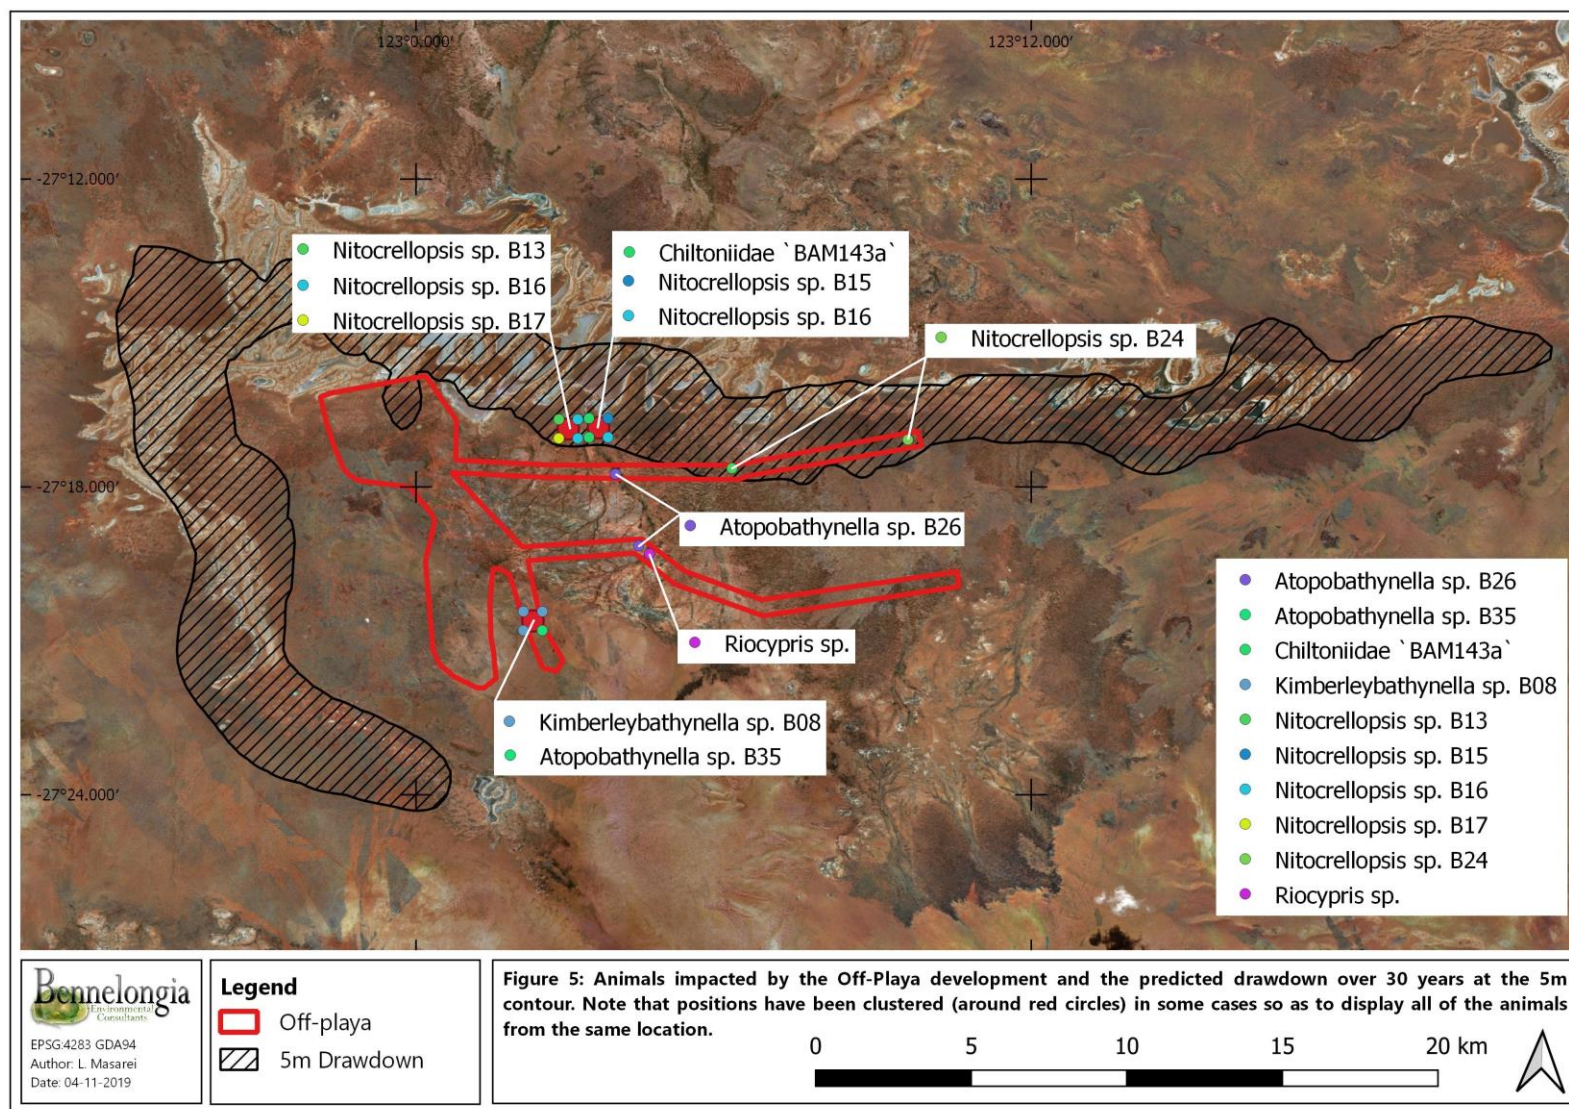 123°0.000'
123°12.000'
-27°12.000'
Nitocrellopsis sp. B13
Nitocrellopsis sp. B16
Nitocrellopsis sp. B17
Chiltoniidae `BAM143a`
Nitocrellopsis sp. B15
Nitocrellopsis sp. B16
Nitocrellopsis sp. B24
-27°18.000'
Atopobathynella sp. B26
Riocypris sp.
Kimberleybathynella sp. B08
Atopobathynella sp. B35
-27°24.000'
Atopobathynella sp. B26
Atopobathynella sp. B35
Chiltoniidae `BAM143a`
Kimberleybathynella sp. B08
Nitocrellopsis sp. B13
Nitocrellopsis sp. B15
Nitocrellopsis sp. B16
Nitocrellopsis sp. B17
Nitocrellopsis sp. B24
Riocypris sp.
Bennelongia
Environmental
Consultants
EPSG:4283 GDA94
Author: L. Masarei
Date: 04-11-2019
Legend
Off-playa
5m Drawdown
Figure 5: Animals impacted by the Off-Playa development and the predicted drawdown over 30 years at the 5m
contour. Note that positions have been clustered (around red circles) in some cases so as to display all of the animals
from the same location.
0 5 10 15 20 km